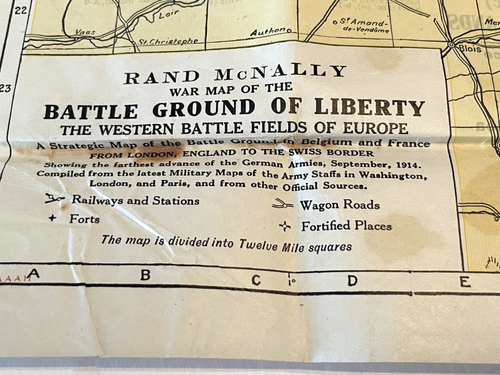 22
Loir
Vaas
St.Christophe
Authon
St Amand-
de-Vendôme
Blois
23
RAND McNALLY
WAR MAP OF THE
BATTLE GROUND OF LIBERTY
THE WESTERN BATTLE FIELDS OF EUROPE
A Strategic Map of the Battle Ground in Belgium and France
FROM LONDON, ENGLAND TO THE SWISS BORDER
Showing the farthest advance of the German Armies, September, 1914.
Compiled from the latest Military Maps of the Army Staffs in Washington,
London, and Paris, and from other Official Sources.
Railways and Stations
Wagon Roads
Forts
Fortified Places
The map is divided into Twelve Mile squares
A B C 1° D E